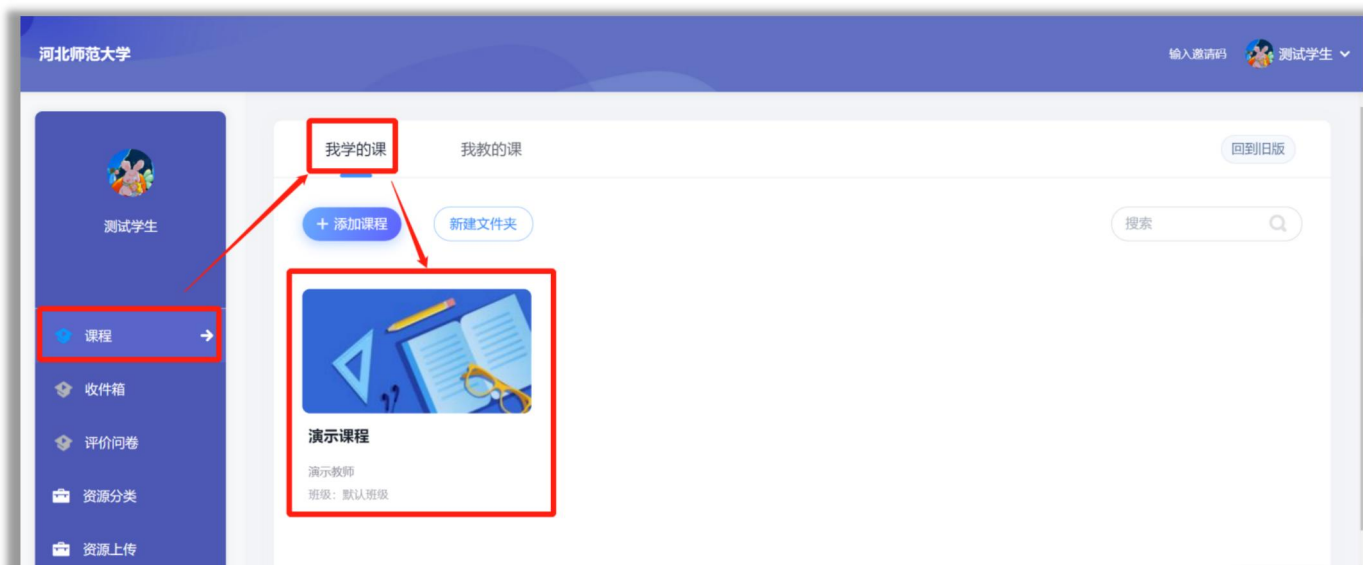 河北师范大学
输入邀请码
测试学生
测试学生
课程
收件箱
评价问卷
资源分类
资源上传
我学的课 我教的课
回到旧版
+ 添加课程
新建文件夹
搜索
演示课程
演示教师
班级：默认班级